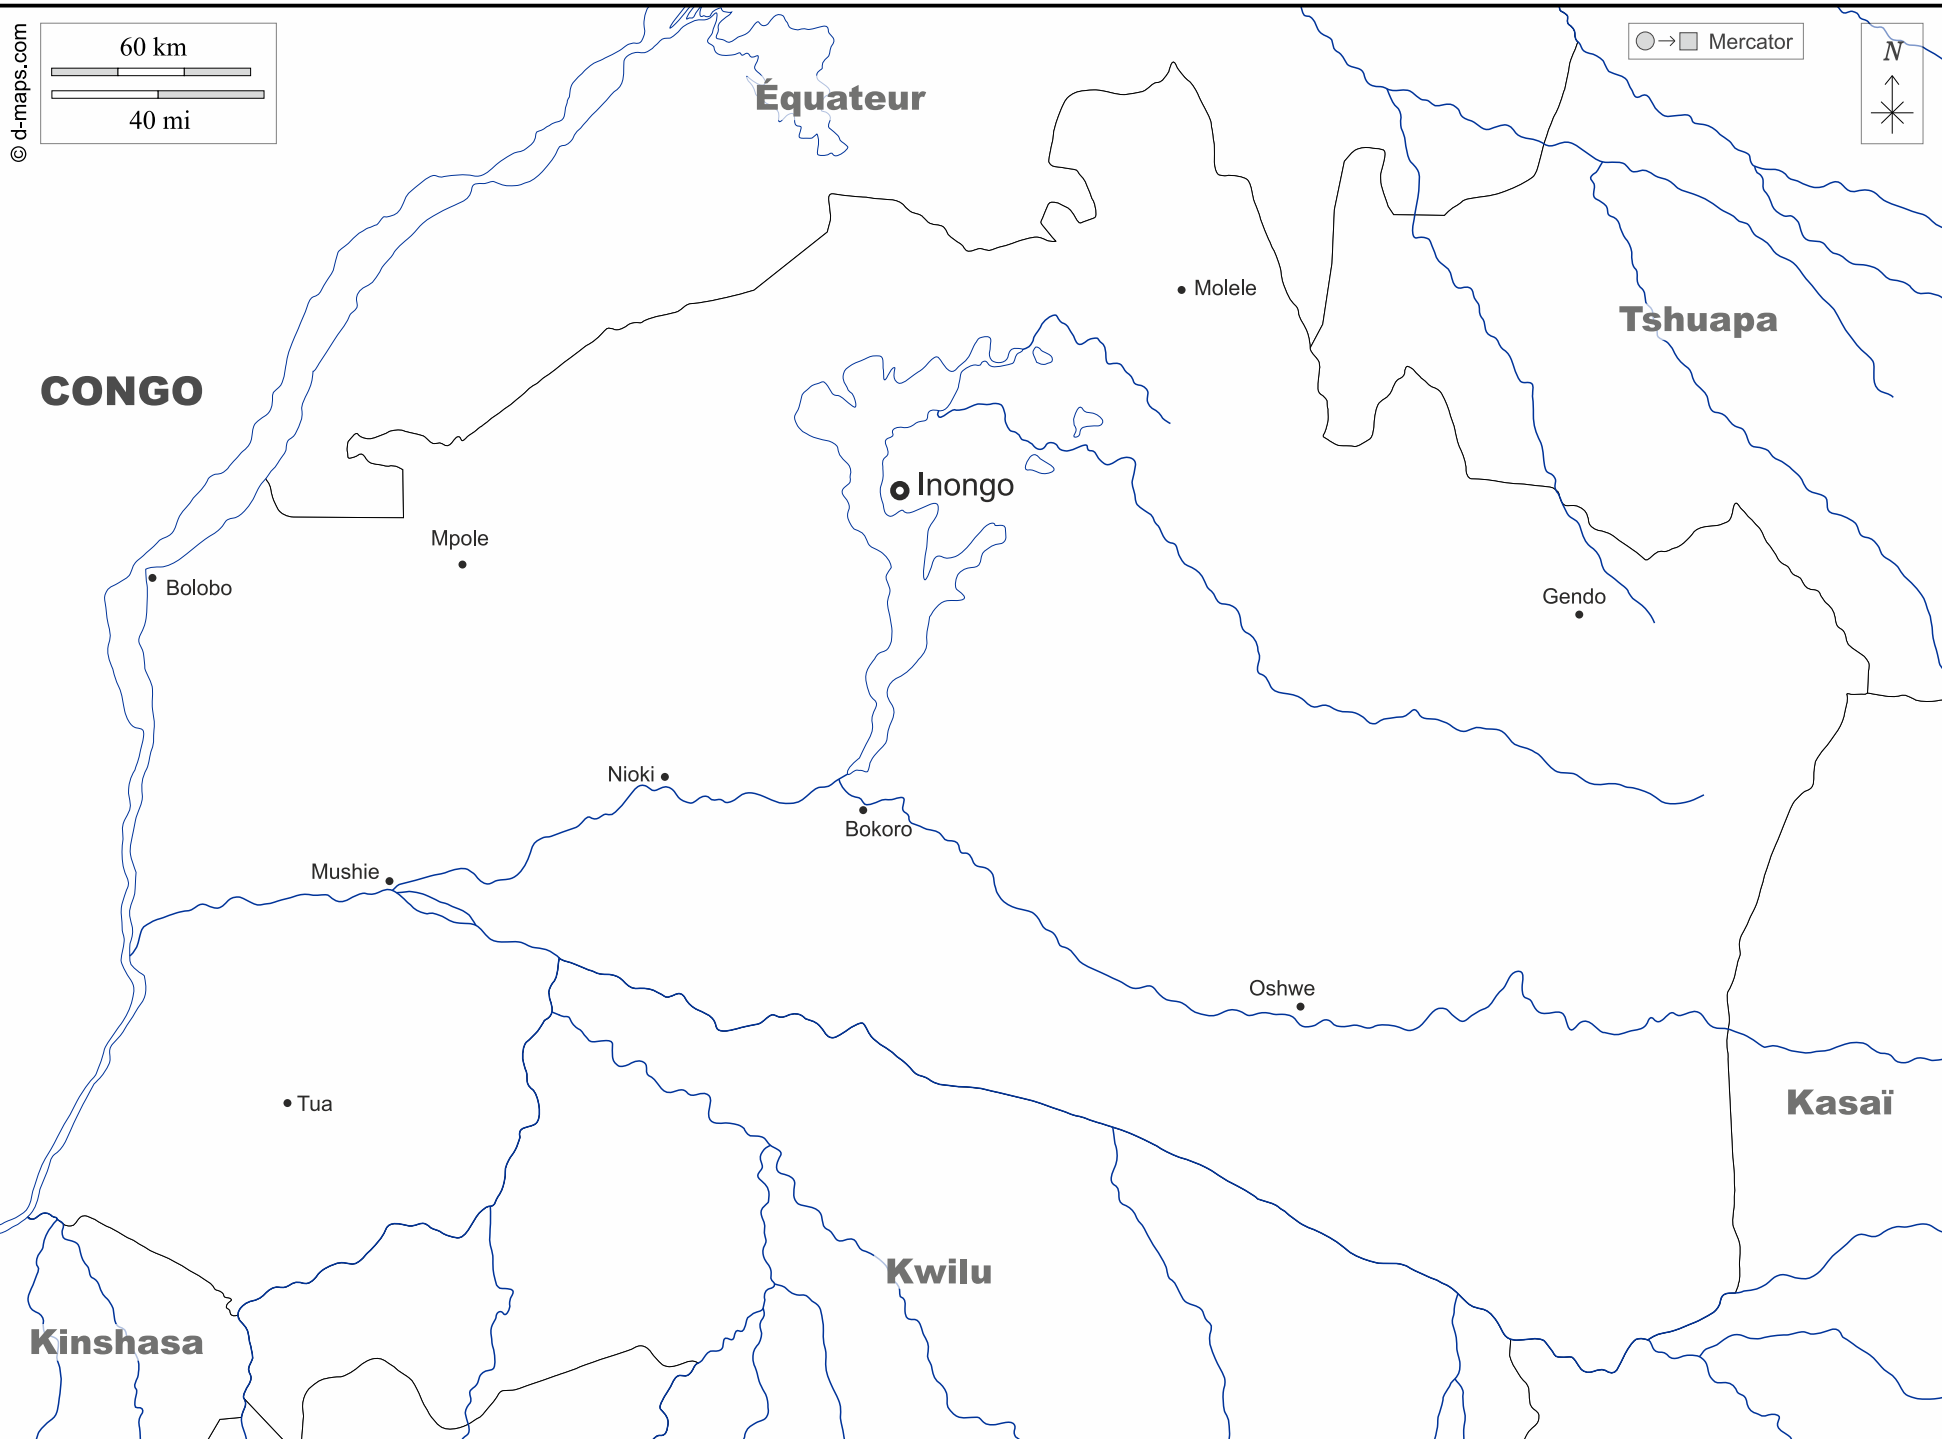 © d-maps.com
60 km
40 mi
Mercator
N
Équateur
Molele
Tshuapa
CONGO
Inongo
Mpole
Bolobo
Gendo
Nioki
Bokoro
Mushie
Oshwe
Tua
Kasaï
Kwilu
Kinshasa